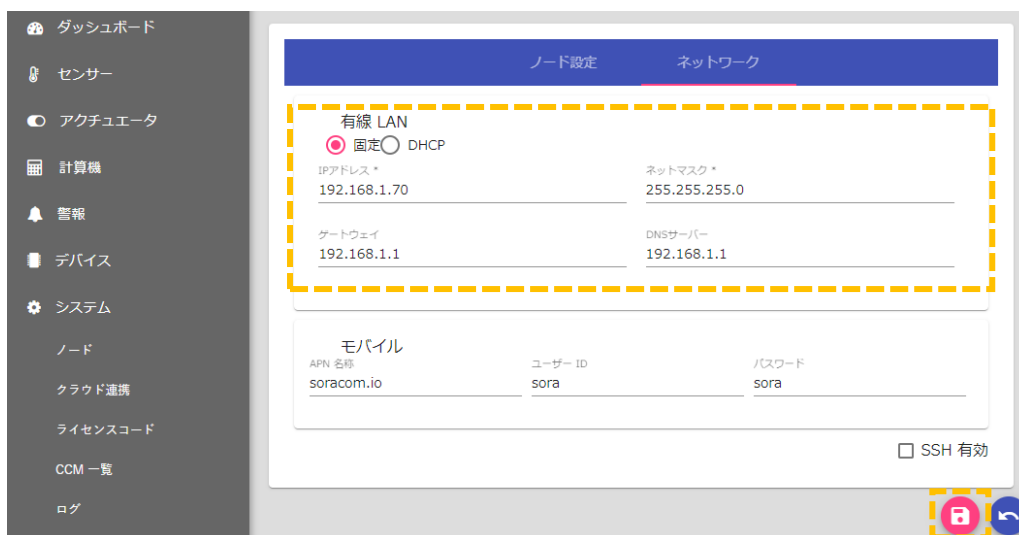 ダッシュボード
センサー
アクチュエータ
計算機
警報
デバイス
システム
ノード
クラウド連携
ライセンスコード
CCM 一覧
ログ
ノード設定 ネットワーク
有線 LAN
固定 DHCP
IPアドレス * ネットマスク *
192.168.1.70 255.255.255.0
ゲートウェイ DNSサーバー
192.168.1.1 192.168.1.1
モバイル
APN 名称 ユーザー ID パスワード
soracom.io sora sora
SSH 有効